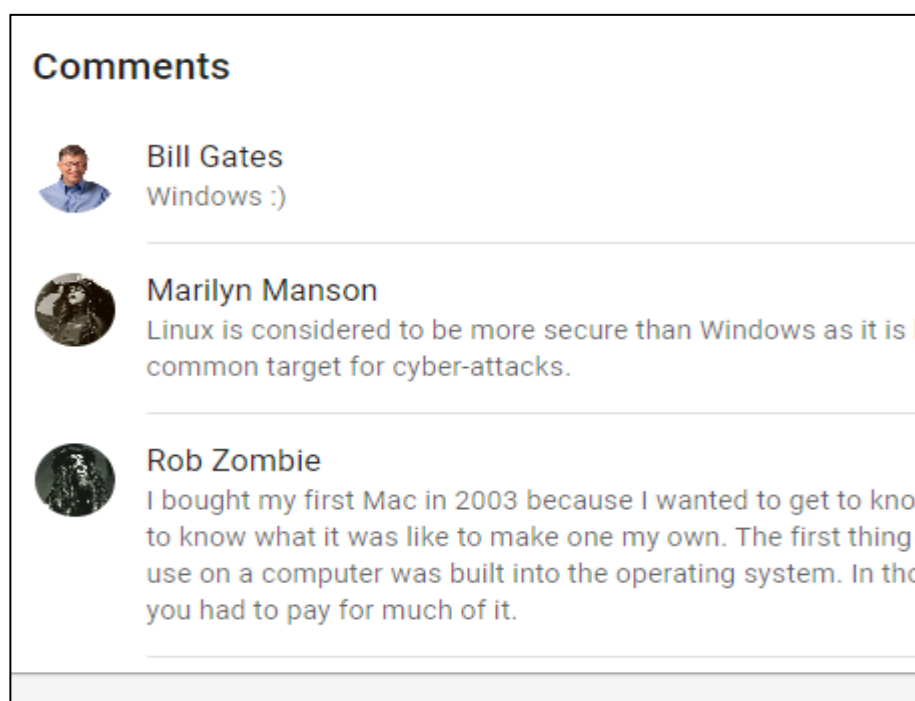 Comments
Bill Gates
Windows :)
Marilyn Manson
Linux is considered to be more secure than Windows as it is
common target for cyber-attacks.
Rob Zombie
I bought my first Mac in 2003 because I wanted to get to
to know what it was like to make one my own. The first thing
use on a computer was built into the operating system. In
you had to pay for much of it.